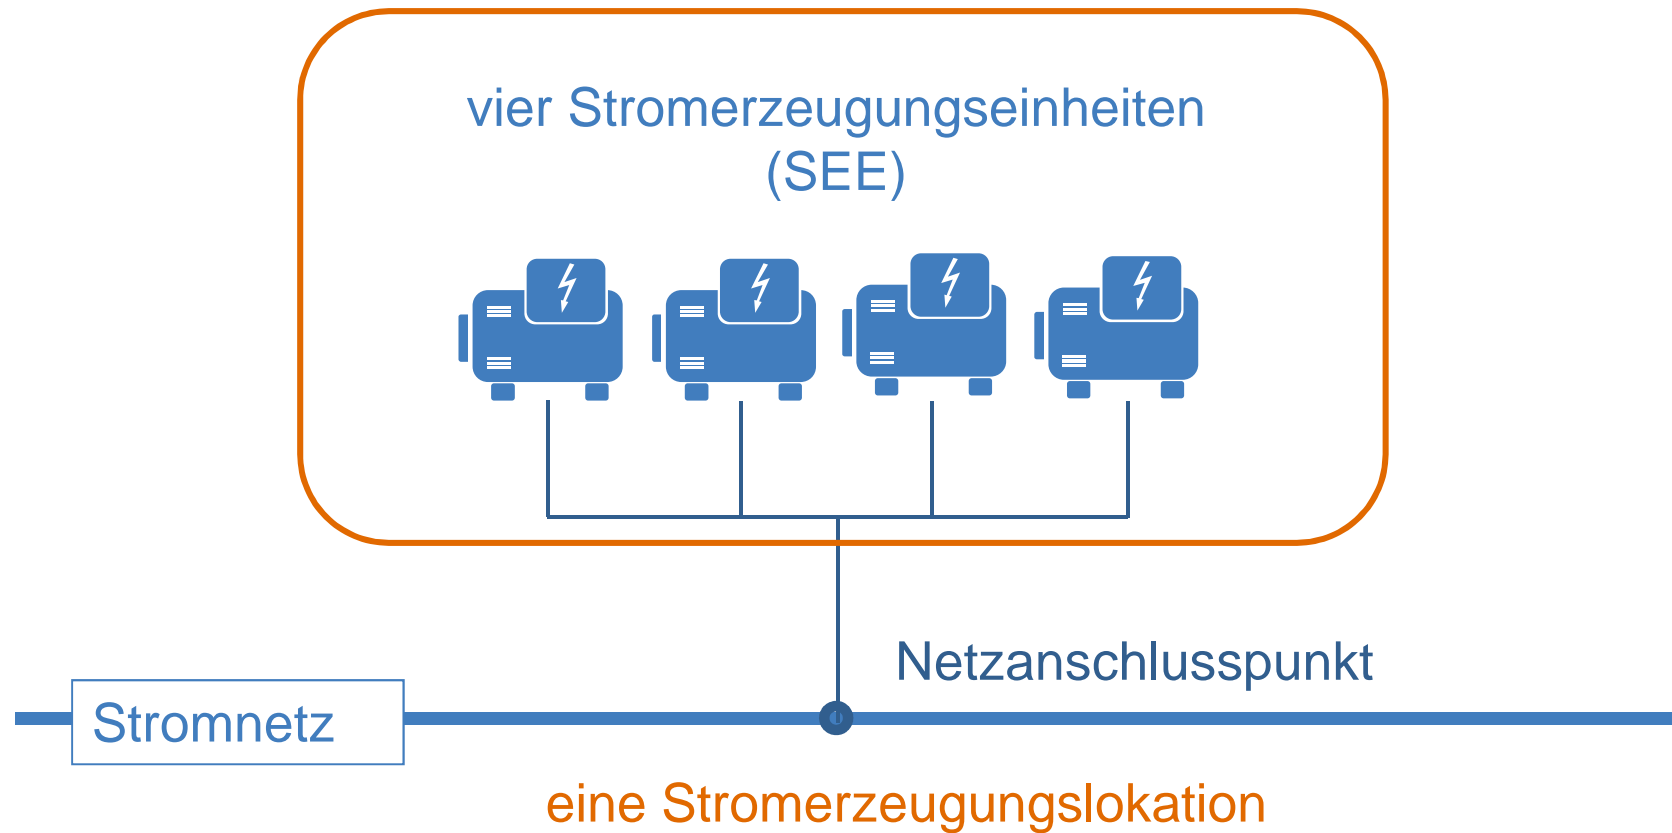 vier Stromerzeugungseinheiten
(SEE)
Netzanschlusspunkt
Stromnetz
eine Stromerzeugungslokation